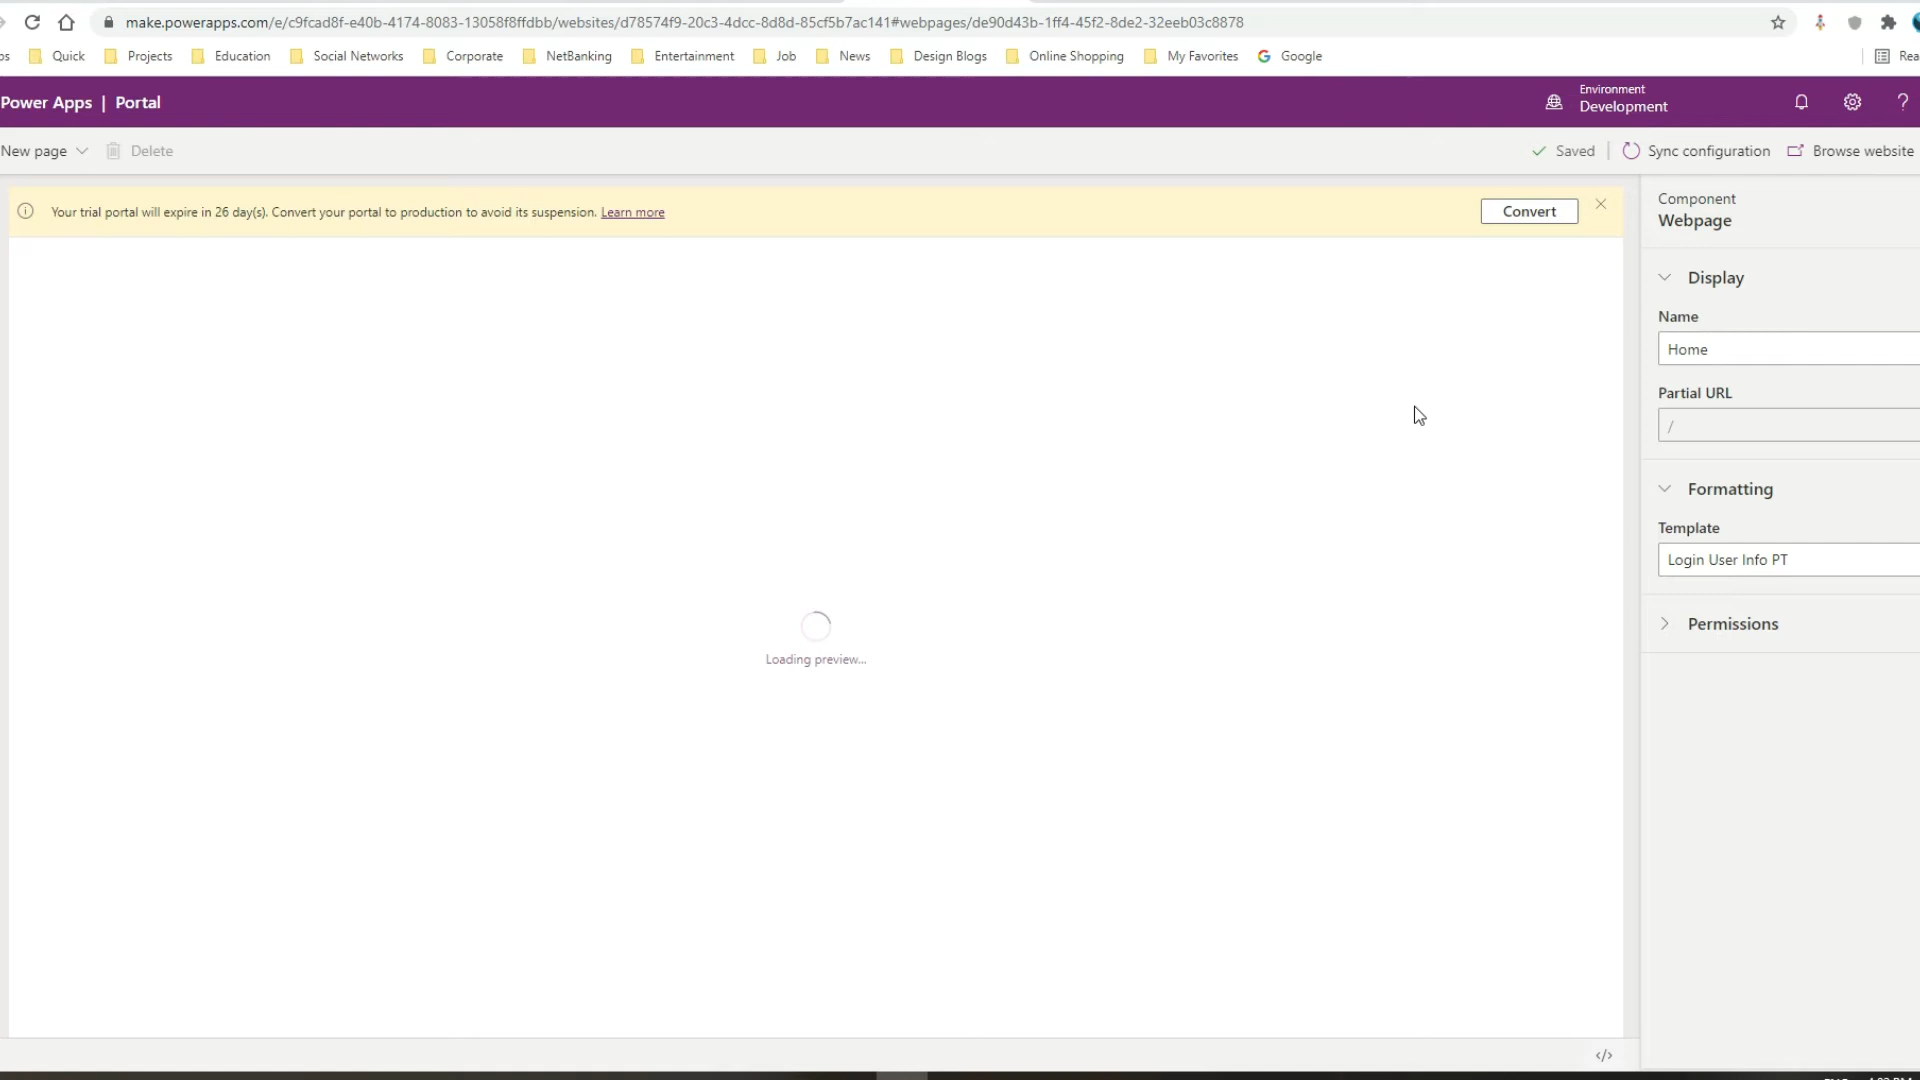 make.powerapps.com/e/c9fcad8f-e40b-4174-8083-13058f8ffdbb/websites/d78574f9-20c3-4dcc-8d8d-85cf5b7ac141#webpages/de90d43b-1ff4-45f2-8de2-32eeb03c8878
Quick Projects Education Social Networks Corporate NetBanking Entertainment Job News Design Blogs Online Shopping My Favorites Google
Power Apps | Portal
Environment
Development
New page Delete Saved Sync configuration Browse website
Your trial portal will expire in 26 day(s). Convert your portal to production to avoid its suspension. Learn more Convert
Component
Webpage
Display
Name
Home
Partial URL
/
Formatting
Template
Login User Info PT
Permissions
Loading preview...